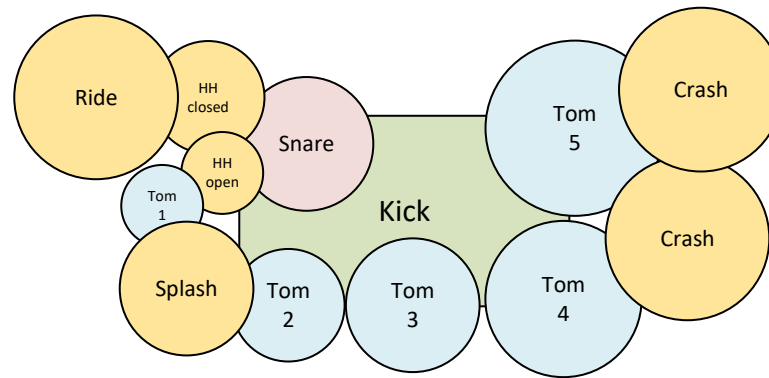 Ride
HH
closed
Snare
HH
open
Tom
1
Splash
Kick
Tom
2
Tom
3
Tom
4
Tom
5
Crash
Crash